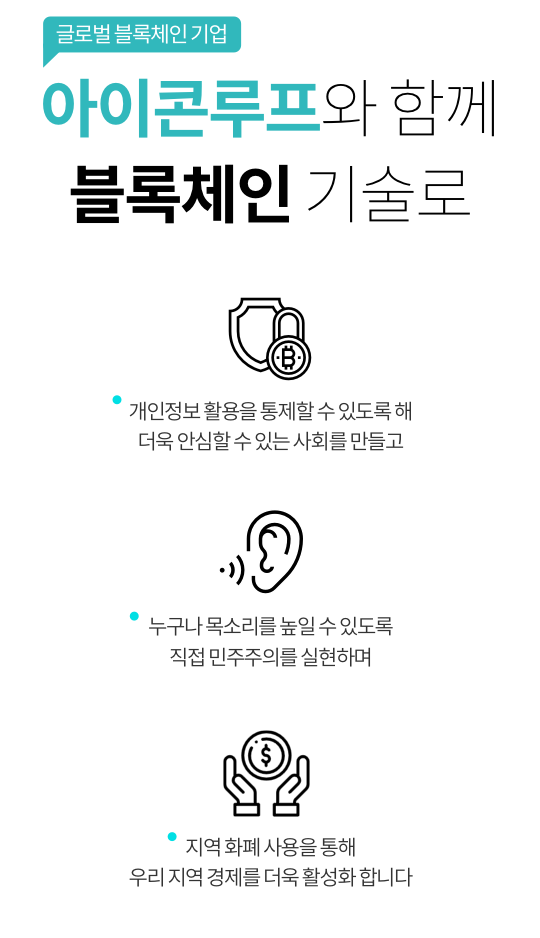 글로벌 블록체인 기업
아이콘루프와 함께
블록체인 기술로
개인정보 활용을 통제할 수 있도록 해
더욱 안심할 수 있는 사회를 만들고
누구나 목소리를 높일 수 있도록
직접 민주주의를 실현하며
지역 화폐 사용을 통해
우리 지역 경제를 더욱 활성화 합니다